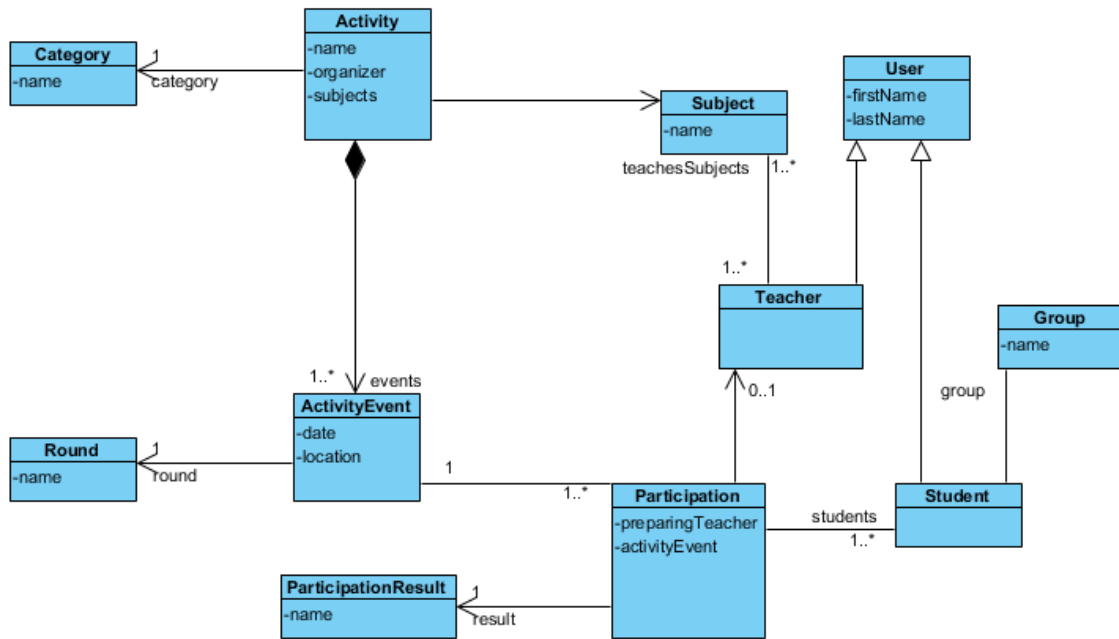 Activity
-name
-organizer
-subjects
Category
-name
1
category
User
-firstName
-lastName
Subject
-name
teachesSubjects
1..*
1..*
Teacher
Group
-name
group
0..1
1..*
events
ActivityEvent
-date
-location
Round
-name
1
round
1
1..*
Participation
-preparingTeacher
-activityEvent
students
1..*
Student
ParticipationResult
-name
1
result